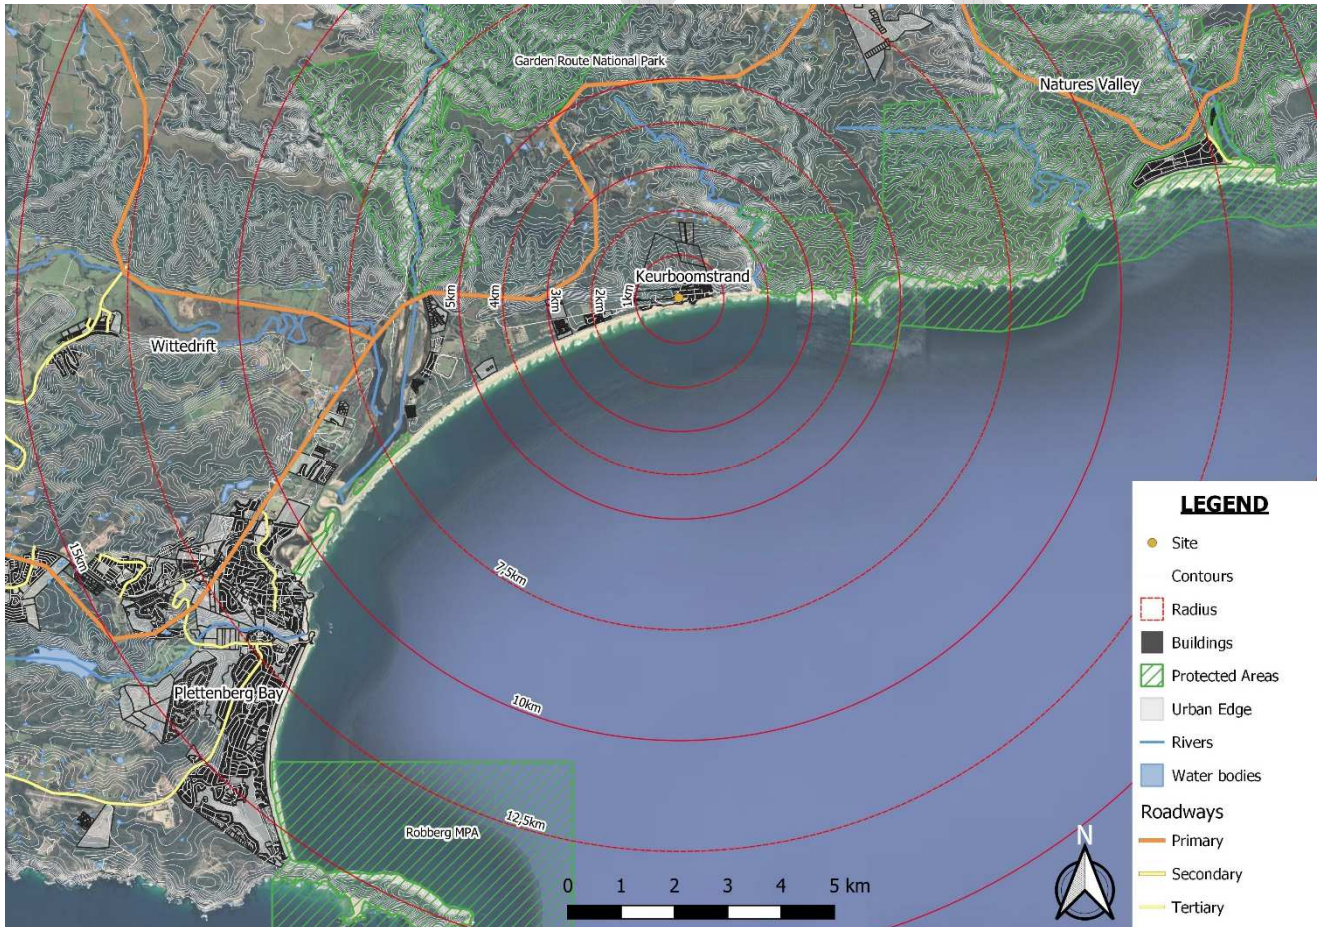 Garden Route National Park
Natures Valley
Keurboomstrand
5km
4km
3km
2km
1km
Wittedrift
15km
7,5km
10km
Plettenberg Bay
12,5km
Robberg MPA
0 1 2 3 4 5 km
N
LEGEND
Site
Contours
Radius
Buildings
Protected Areas
Urban Edge
Rivers
Water bodies
Roadways
Primary
Secondary
Tertiary